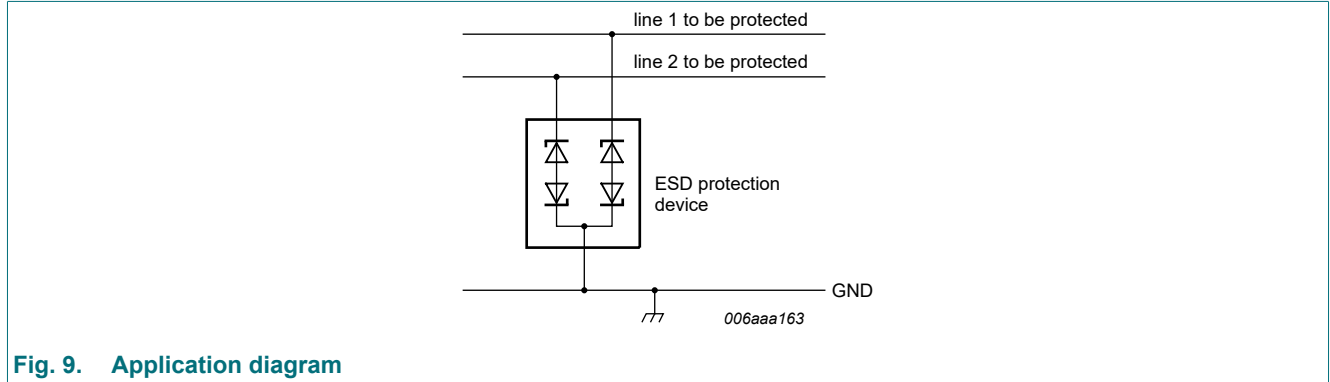 line 1 to be protected
line 2 to be protected
ESD protection
device
GND
006aaa163
Fig. 9. Application diagram